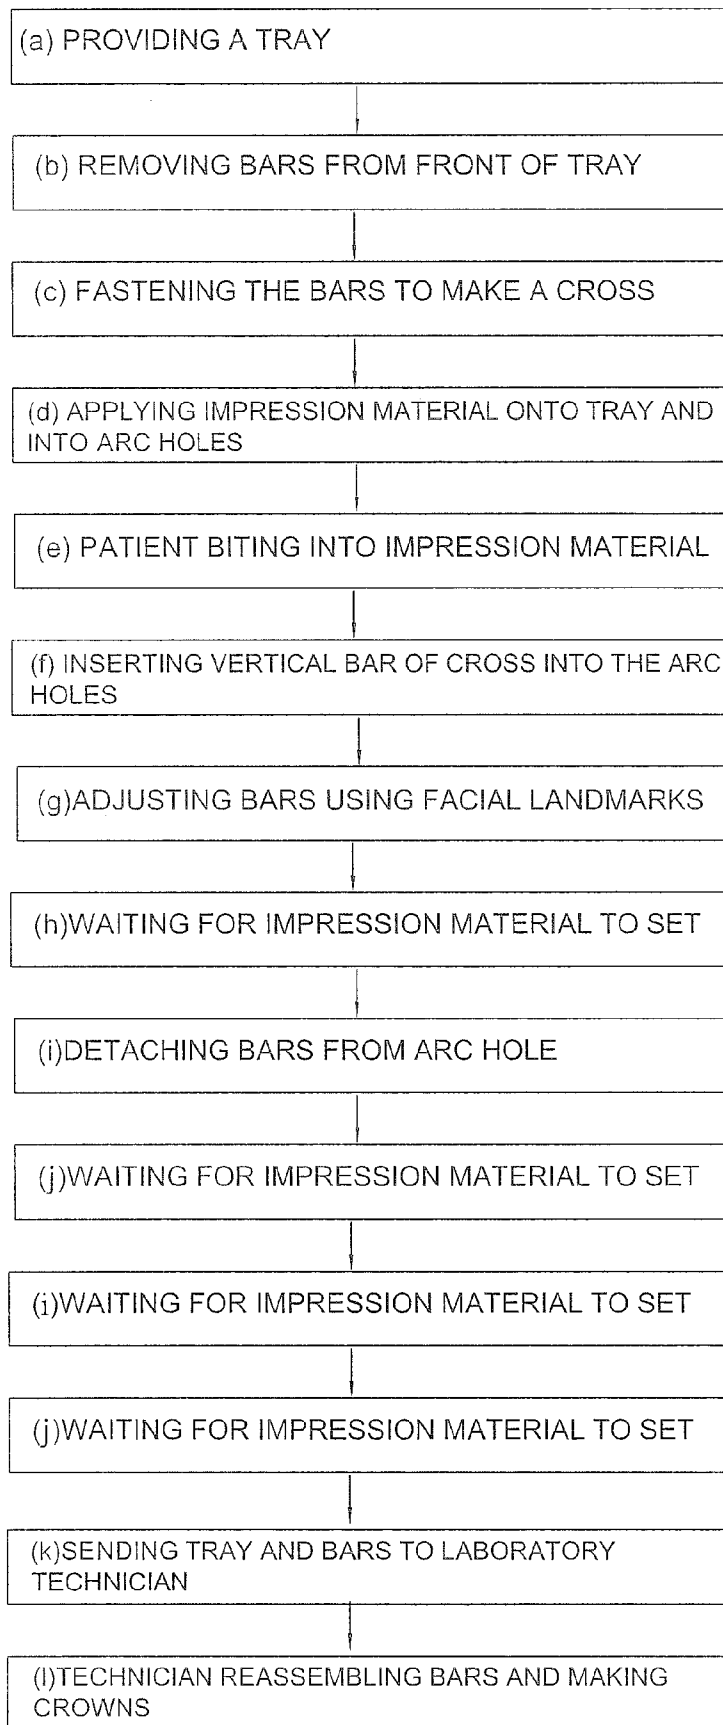 (a) PROVIDING A TRAY
(b) REMOVING BARS FROM FRONT OF TRAY
(c) FASTENING THE BARS TO MAKE A CROSS
(d) APPLYING IMPRESSION MATERIAL ONTO TRAY AND
INTO ARC HOLES
(e) PATIENT BITING INTO IMPRESSION MATERIAL
(f) INSERTING VERTICAL BAR OF CROSS INTO THE ARC
HOLES
(g)ADJUSTING BARS USING FACIAL LANDMARKS
(h)WAITING FOR IMPRESSION MATERIAL TO SET
(i)DETACHING BARS FROM ARC HOLE
(j)WAITING FOR IMPRESSION MATERIAL TO SET
(i)WAITING FOR IMPRESSION MATERIAL TO SET
(j)WAITING FOR IMPRESSION MATERIAL TO SET
(k)SENDING TRAY AND BARS TO LABORATORY
TECHNICIAN
(l)TECHNICIAN REASSEMBLING BARS AND MAKING
CROWNS